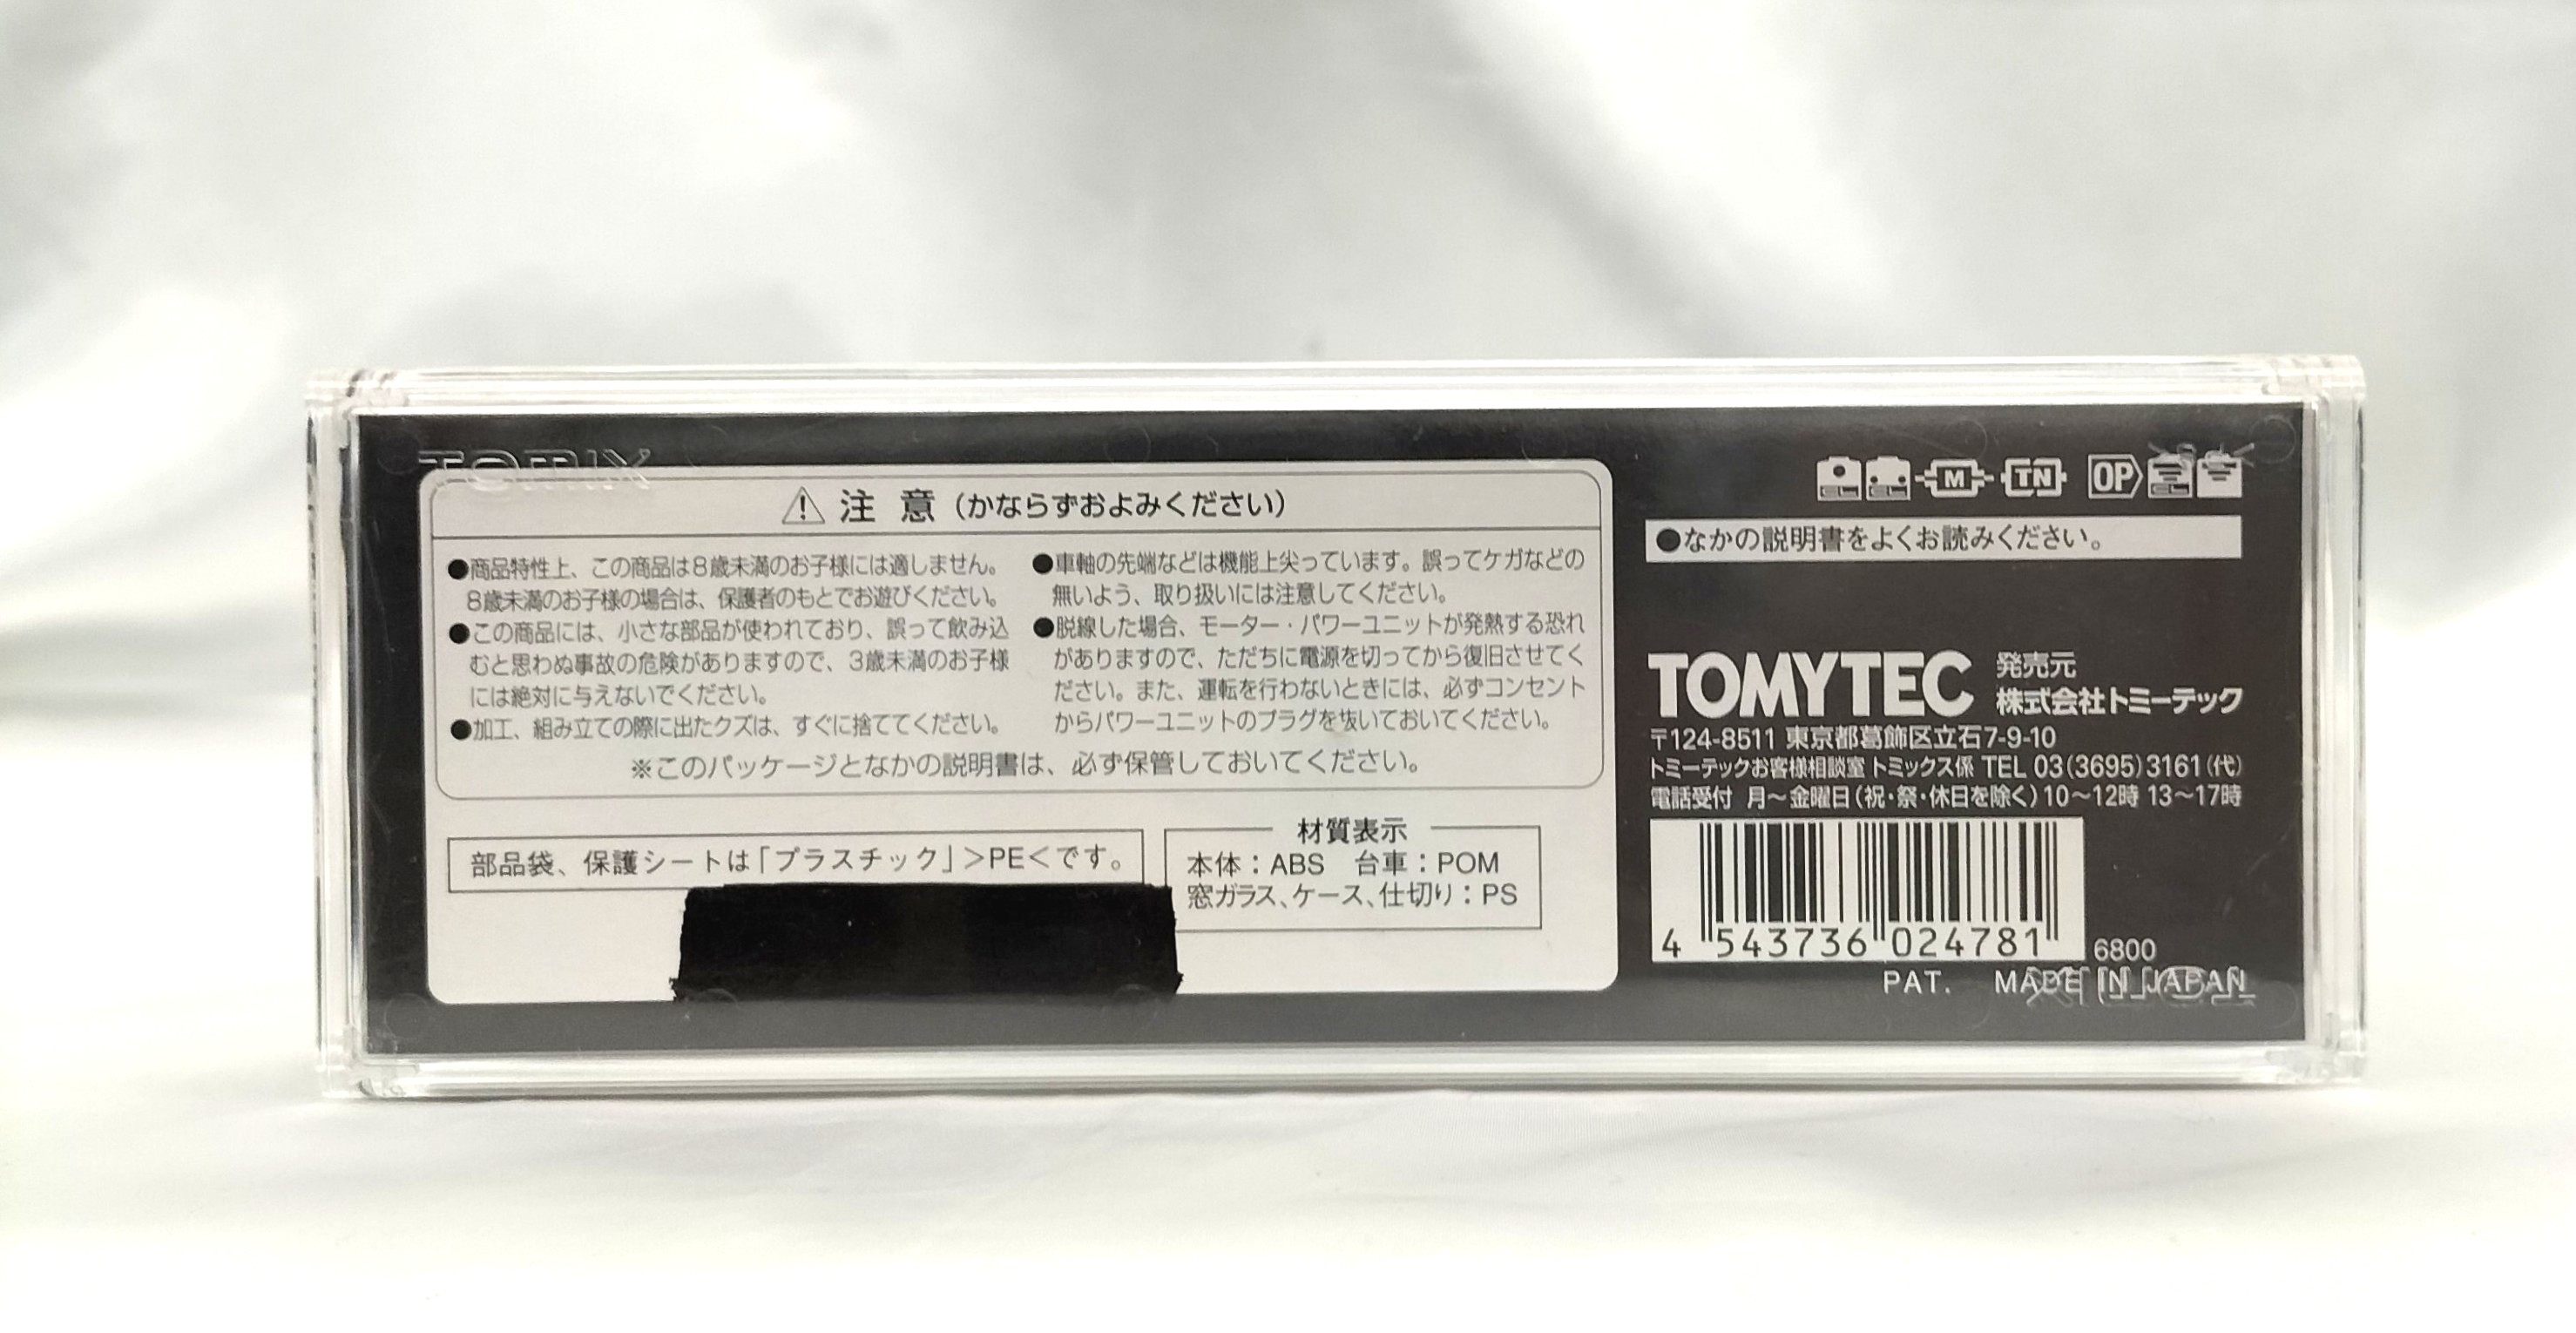 TOMIX
注 意 (かならずおよみください)
●商品特性上、この商品は8歳未満のお子様には適しません。
8歳未満のお子様の場合は、保護者のもとでお遊びください。
●この商品には、小さな部品が使われており、誤って飲み込
むと思わぬ事故の危険がありますので、3歳未満のお子様
には絶対に与えないでください。
●加工、組み立ての際に出たクズは、すぐに捨ててください。
●車軸の先端などは機能上尖っています。誤ってケガなどの
無いよう、取り扱いには注意してください。
●脱線した場合、モーター・パワーユニットが発熱する恐れ
がありますので、ただちに電源を切ってから復旧させてく
ださい。また、運転を行わないときには、必ずコンセント
からパワーユニットのプラグを抜いておいてください。
※このパッケージとなかの説明書は、必ず保管しておいてください。
部品袋、保護シートは「プラスチック」>PE<です。
材質表示
本体：ABS 台車：POM
窓ガラス、ケース、仕切り：PS
EL EL M TN OP EL
●なかの説明書をよくお読みください。
TOMYTEC 発売元
株式会社トミーテック
〒124-8511 東京都葛飾区立石7-9-10
トミーテックお客様相談室 トミックス係 TEL 03(3695)3161(代)
電話受付 月～金曜日(祝・祭・休日を除く)10～12時 13～17時
4 543736 024781
6800
PAT. MADE IN JAPAN